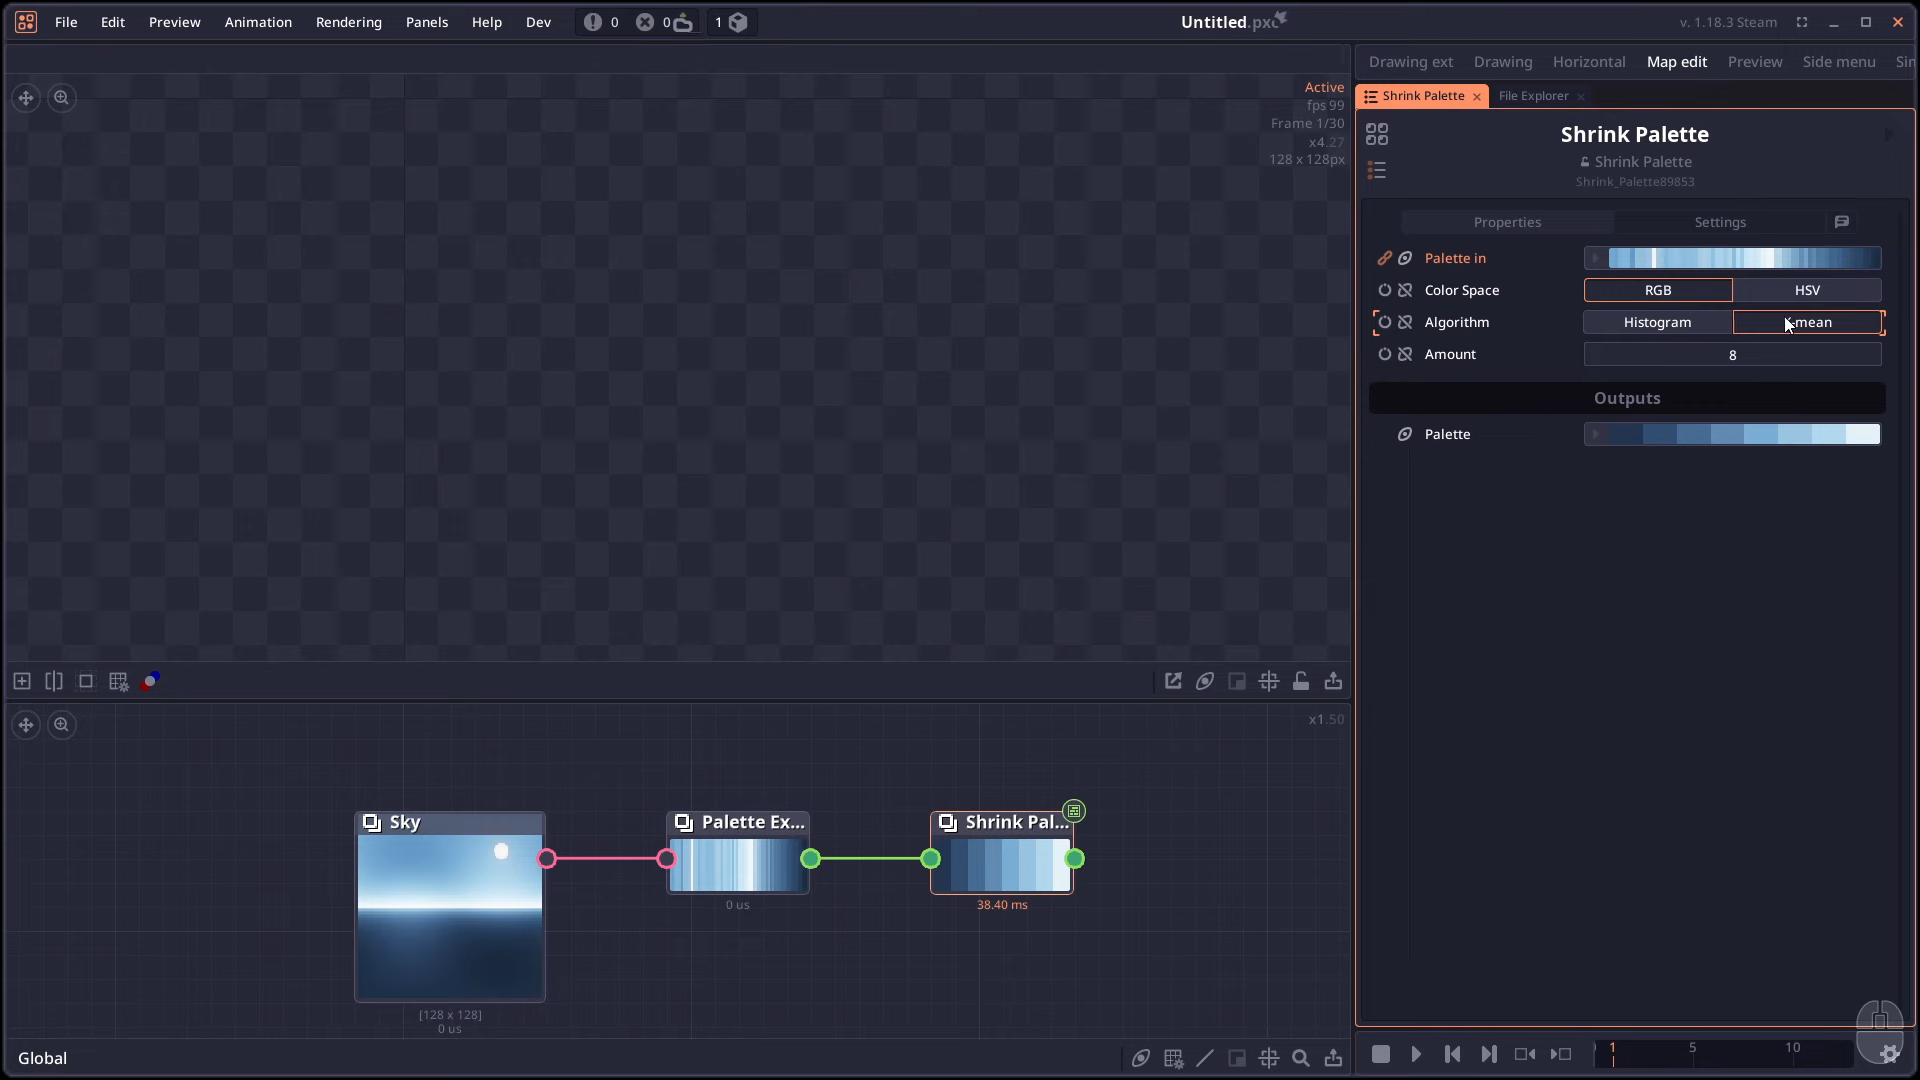 File Edit Preview Animation Rendering Panels Help Dev 0 0 1 Untitled.pxc v. 1.18.3 Steam
Drawing ext Drawing Horizontal Map edit Preview Side menu
Shrink Palette File Explorer
Active
fps 99
Frame 1/30
x4.27
128 x 128px
Shrink Palette
Shrink Palette
Shrink_Palette89853
Properties Settings
Palette in
Color Space RGB HSV
Algorithm Histogram -mean
Amount 8
Outputs
Palette
x1.50
Sky
[128 x 128]
0 us
Palette Ex...
0 us
Shrink Pal...
38.40 ms
Global
1 5 10